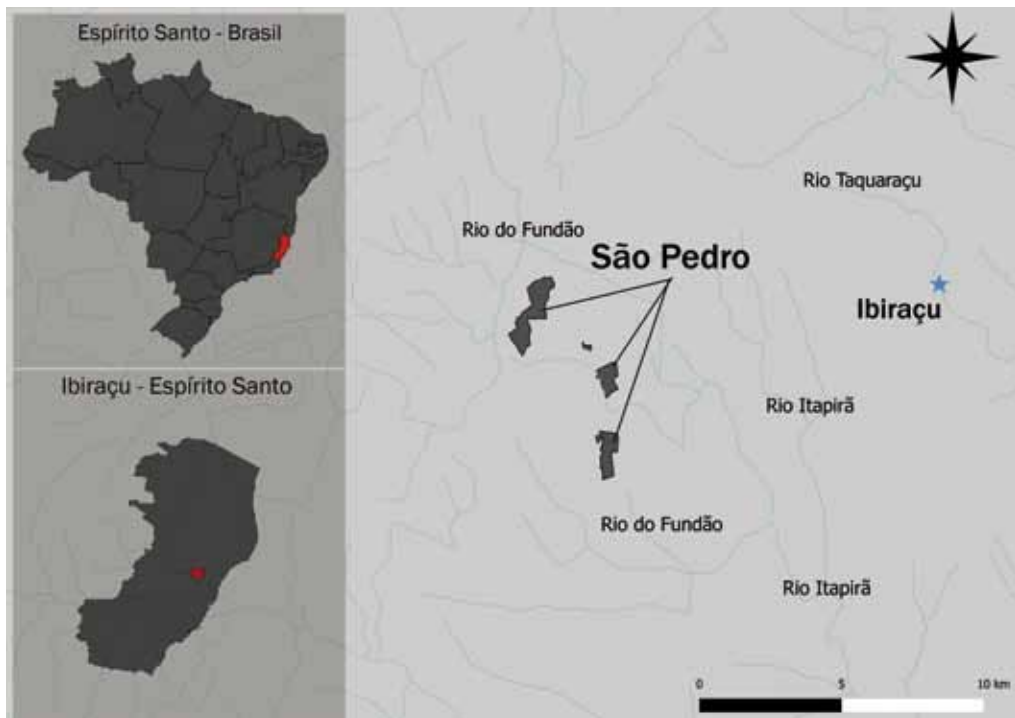 Espírito Santo - Brasil
Ibiraçu - Espírito Santo
Rio Taquaraçu
Rio do Fundão
São Pedro
Ibiraçu
Rio Itapirã
Rio do Fundão
Rio Itapirã
0 5 10 km